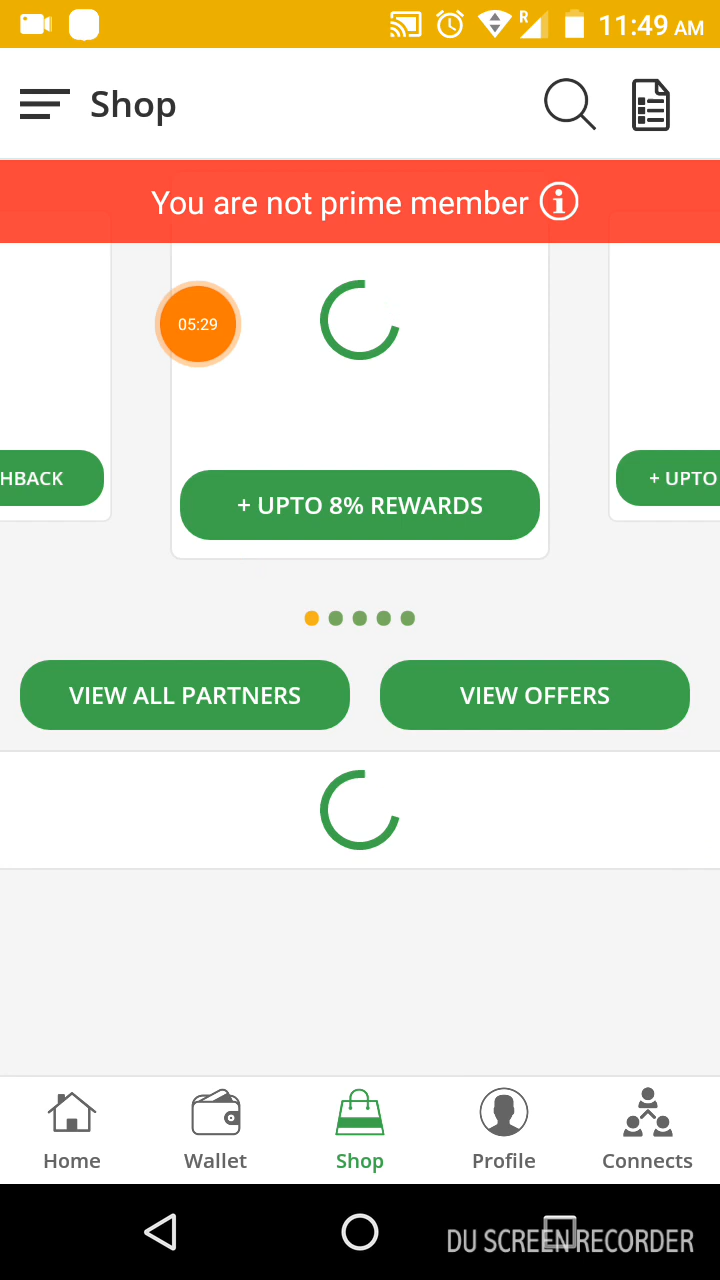 R
11:49 AM
Shop
You are not prime member
05:29
HBACK
+ UPTO 8% REWARDS
+ UPTO
VIEW ALL PARTNERS
VIEW OFFERS
Home
Wallet
Shop
Profile
Connects
DU SCREEN RECORDER